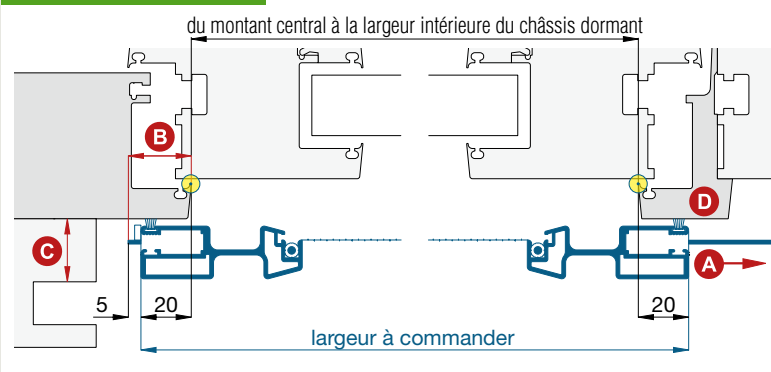 du montant central à la largeur intérieure du châssis dormant
B
D
C
A
5
20
20
largeur à commander